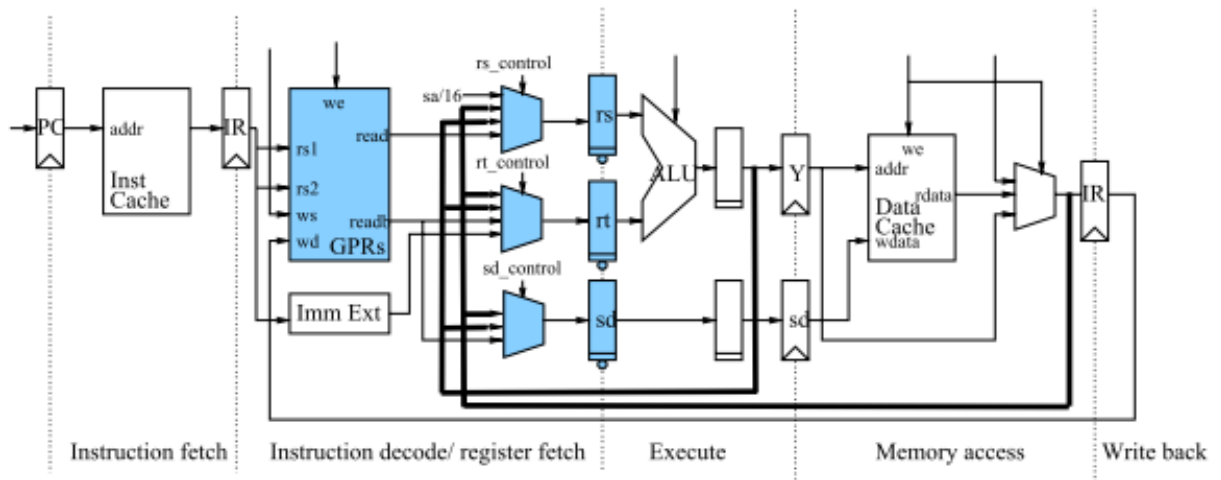 rs_control
sa/16
PC
addr
Inst
Cache
IR
we
read
rs1
rs2
ws
wd
readb
GPRs
Imm Ext
rt_control
sd_control
rs
rt
sd
ALU
Y
sd
we
addr
rdata
Data
Cache
wdata
IR
Instruction fetch
Instruction decode/ register fetch
Execute
Memory access
Write back